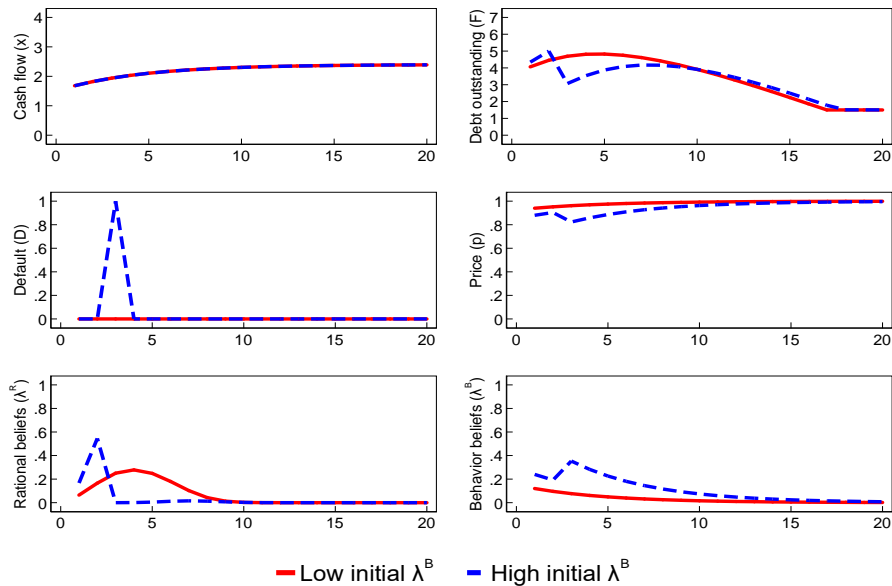 Cash flow (x)
4
3
2
1
0
0 5 10 15 20
Debt outstanding (F)
7
6
5
4
3
2
1
0
0 5 10 15 20
Default (D)
1
.8
.6
.4
.2
0
0 5 10 15 20
Price (p)
1
.8
.6
.4
.2
0
0 5 10 15 20
Rational beliefs (λᴿ)
1
.8
.6
.4
.2
0
0 5 10 15 20
Behavior beliefs (λᴮ)
1
.8
.6
.4
.2
0
0 5 10 15 20
Low initial λᴮ High initial λᴮ